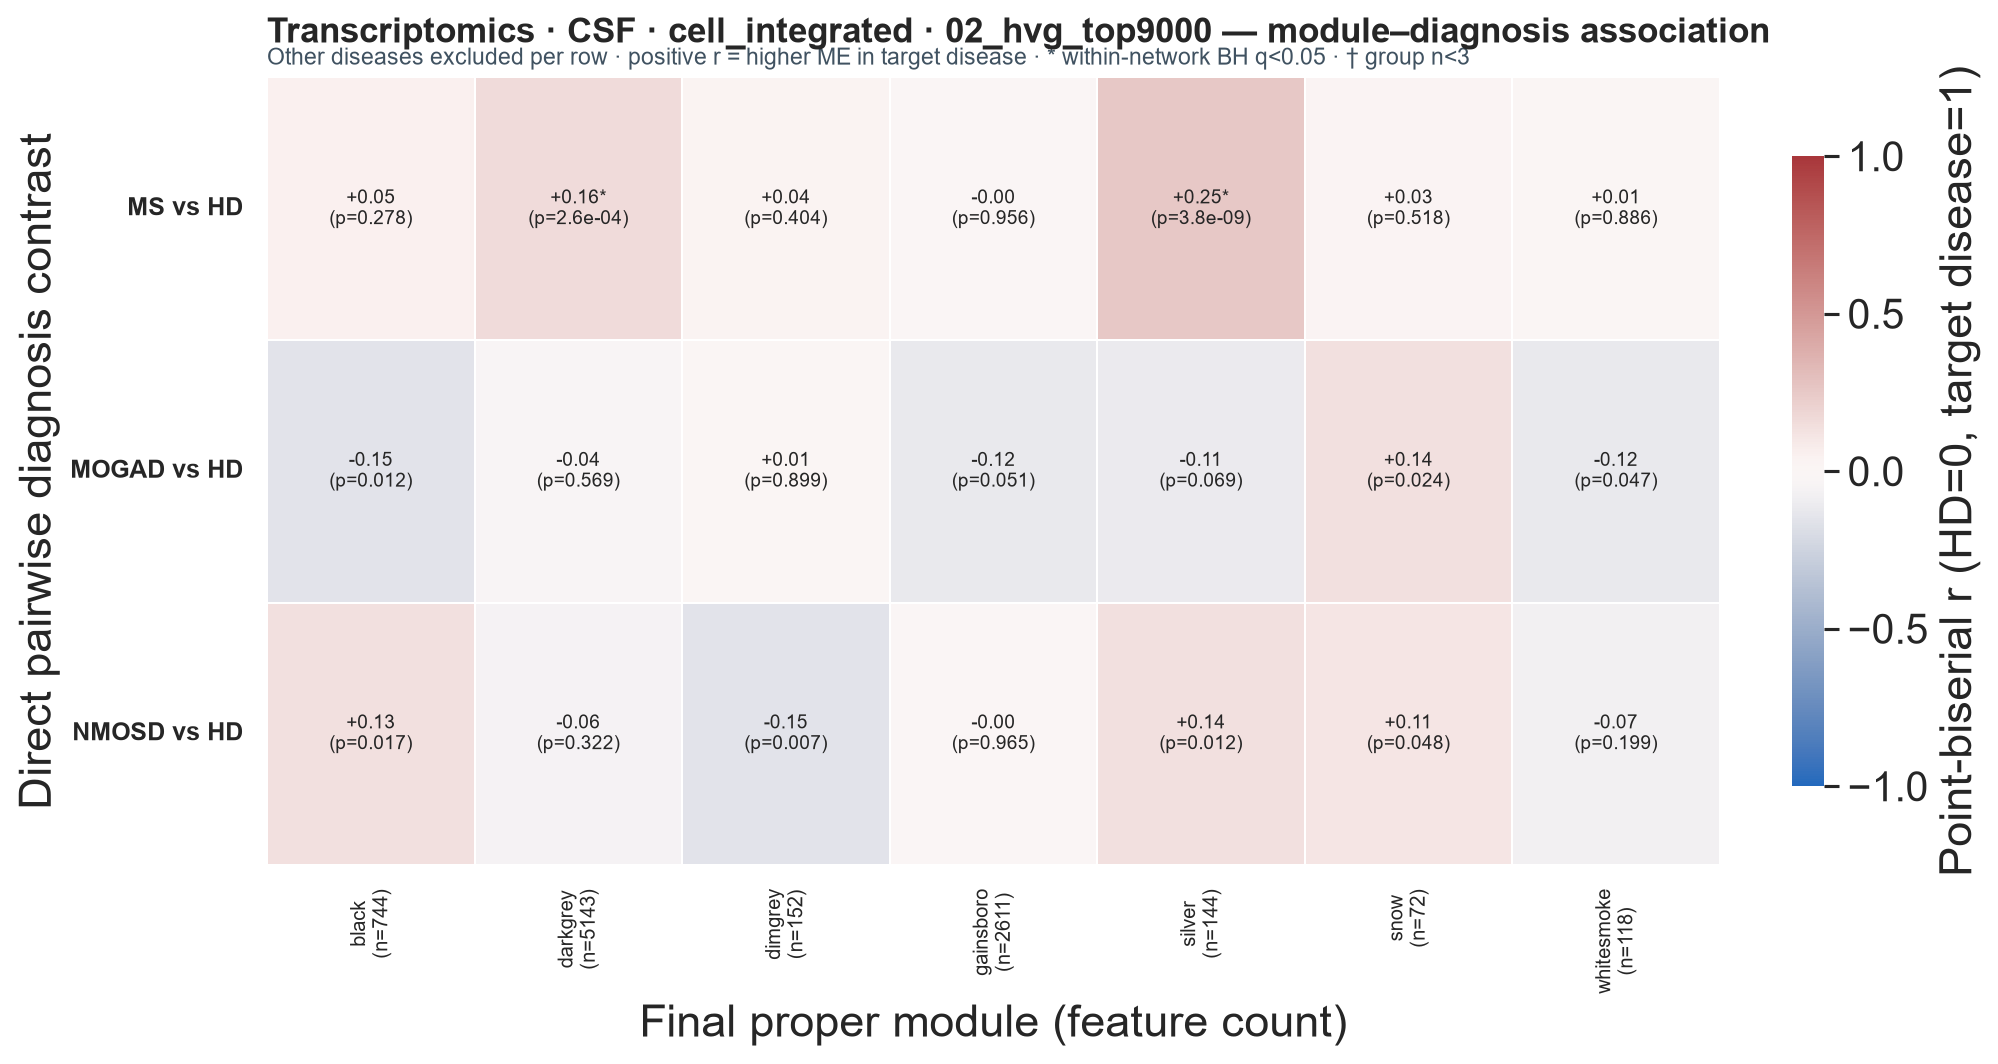 Transcriptomics · CSF · cell_integrated · 02_hvg_top9000 — module–diagnosis association
Other diseases excluded per row · positive r = higher ME in target disease · * within-network BH q<0.05 · † group n<3
Direct pairwise diagnosis contrast
MS vs HD
+0.05
(p=0.278)
+0.16*
(p=2.6e-04)
+0.04
(p=0.404)
-0.00
(p=0.956)
+0.25*
(p=3.8e-09)
+0.03
(p=0.518)
+0.01
(p=0.886)
MOGAD vs HD
-0.15
(p=0.012)
-0.04
(p=0.569)
+0.01
(p=0.899)
-0.12
(p=0.051)
-0.11
(p=0.069)
+0.14
(p=0.024)
-0.12
(p=0.047)
NMOSD vs HD
+0.13
(p=0.017)
-0.06
(p=0.322)
-0.15
(p=0.007)
-0.00
(p=0.965)
+0.14
(p=0.012)
+0.11
(p=0.048)
-0.07
(p=0.199)
black
(n=744)
darkgrey
(n=5143)
dimgrey
(n=152)
gainsboro
(n=2611)
silver
(n=144)
snow
(n=72)
whitesmoke
(n=118)
Final proper module (feature count)
1.0
0.5
0.0
−0.5
−1.0
Point-biserial r (HD=0, target disease=1)